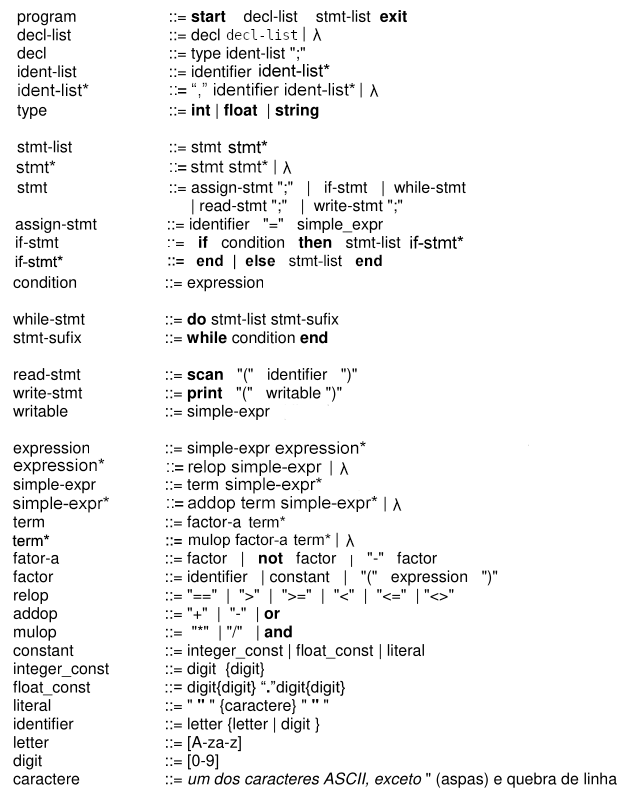 program ::= start decl-list stmt-list exit
decl-list ::= decl decl-list | λ
decl ::= type ident-list ";"
ident-list ::= identifier ident-list*
ident-list* ::= “,” identifier ident-list* | λ
type ::= int | float | string
stmt-list ::= stmt stmt*
stmt* ::= stmt stmt* | λ
stmt ::= assign-stmt ";" | if-stmt | while-stmt
| read-stmt ";" | write-stmt ";"
assign-stmt ::= identifier "=" simple_expr
if-stmt ::= if condition then stmt-list if-stmt*
if-stmt* ::= end | else stmt-list end
condition ::= expression
while-stmt ::= do stmt-list stmt-sufix
stmt-sufix ::= while condition end
read-stmt ::= scan "(" identifier ")"
write-stmt ::= print "(" writable ")"
writable ::= simple-expr
expression ::= simple-expr expression*
expression* ::= relop simple-expr | λ
simple-expr ::= term simple-expr*
simple-expr* ::= addop term simple-expr* | λ
term ::= factor-a term*
term* ::= mulop factor-a term* | λ
fator-a ::= factor | not factor | "-" factor
factor ::= identifier | constant | "(" expression ")"
relop ::= "==" | ">" | ">=" | "<" | "<=" | "<>"
addop ::= "+" | "-" | or
mulop ::= "*" | "/" | and
constant ::= integer_const | float_const | literal
integer_const ::= digit {digit}
float_const ::= digit{digit} “.”digit{digit}
literal ::= " " " {caractere} " " "
identifier ::= letter {letter | digit }
letter ::= [A-za-z]
digit ::= [0-9]
caractere ::= um dos caracteres ASCII, exceto " (aspas) e quebra de linha